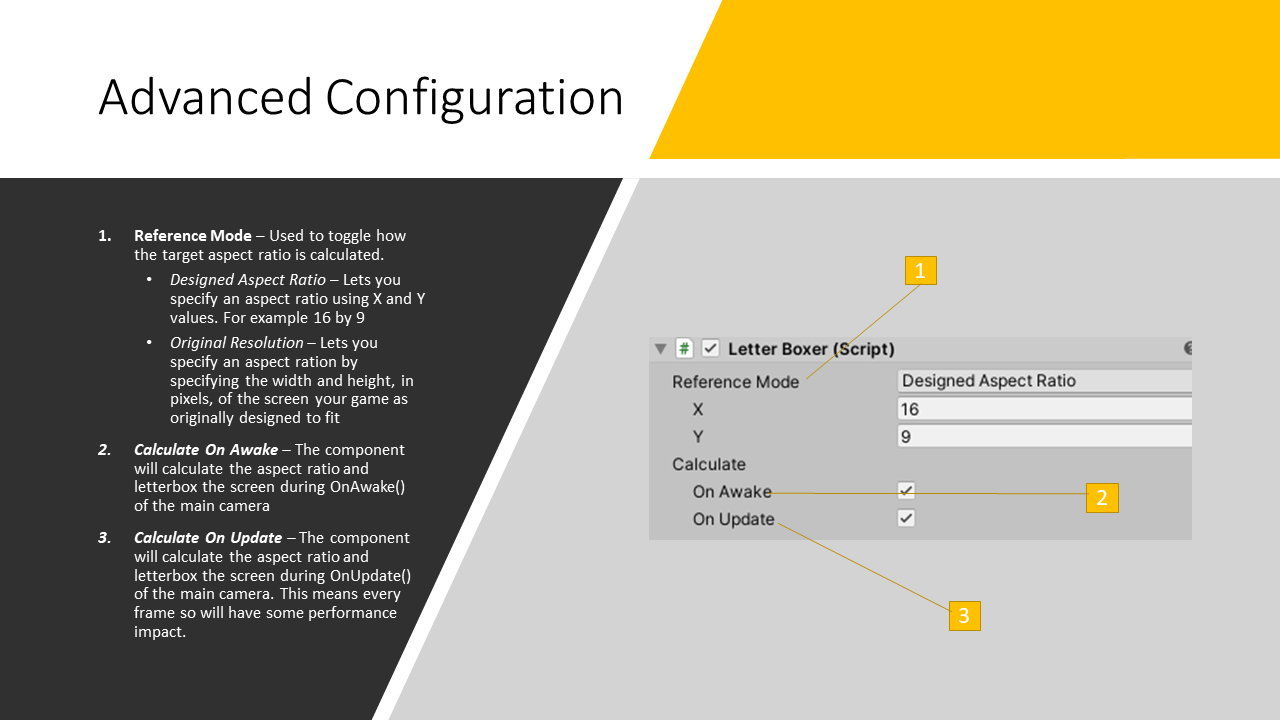 Advanced Configuration
1. Reference Mode – Used to toggle how
the target aspect ratio is calculated.
• Designed Aspect Ratio – Lets you
specify an aspect ratio using X and Y
values. For example 16 by 9
• Original Resolution – Lets you
specify an aspect ration by
specifying the width and height, in
pixels, of the screen your game as
originally designed to fit
2. Calculate On Awake – The component
will calculate the aspect ratio and
letterbox the screen during OnAwake()
of the main camera
3. Calculate On Update – The component
will calculate the aspect ratio and
letterbox the screen during OnUpdate()
of the main camera. This means every
frame so will have some performance
impact.
1
# Letter Boxer (Script)
Reference Mode Designed Aspect Ratio
X 16
Y 9
Calculate
On Awake
2
On Update
3